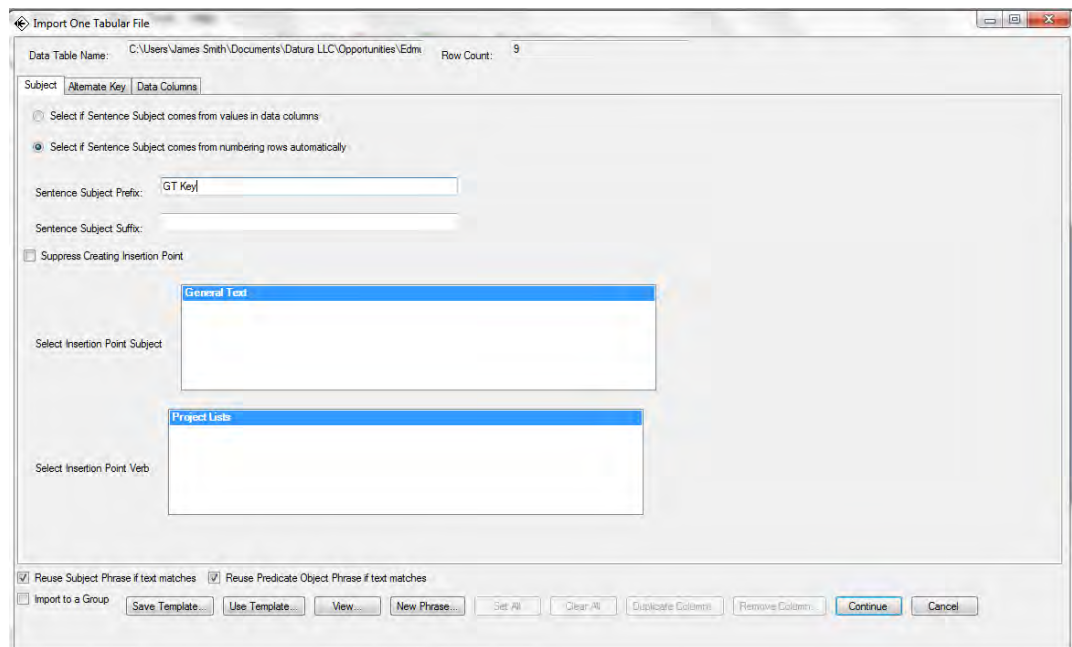 Import One Tabular File
Data Table Name: C:\Users\James Smith\Documents\Datura LLC\Opportunities\Edmu Row Count: 9
Subject Alternate Key Data Columns
Select if Sentence Subject comes from values in data columns
Select if Sentence Subject comes from numbering rows automatically
Sentence Subject Prefix: GT Key
Sentence Subject Suffix:
Suppress Creating Insertion Point
General Text
Select Insertion Point Subject
Project Lists
Select Insertion Point Verb
Reuse Subject Phrase if text matches Reuse Predicate Object Phrase if text matches
Import to a Group Save Template... Use Template... View... New Phrase... Set All Clear All Duplicate Columns Remove Column Continue Cancel